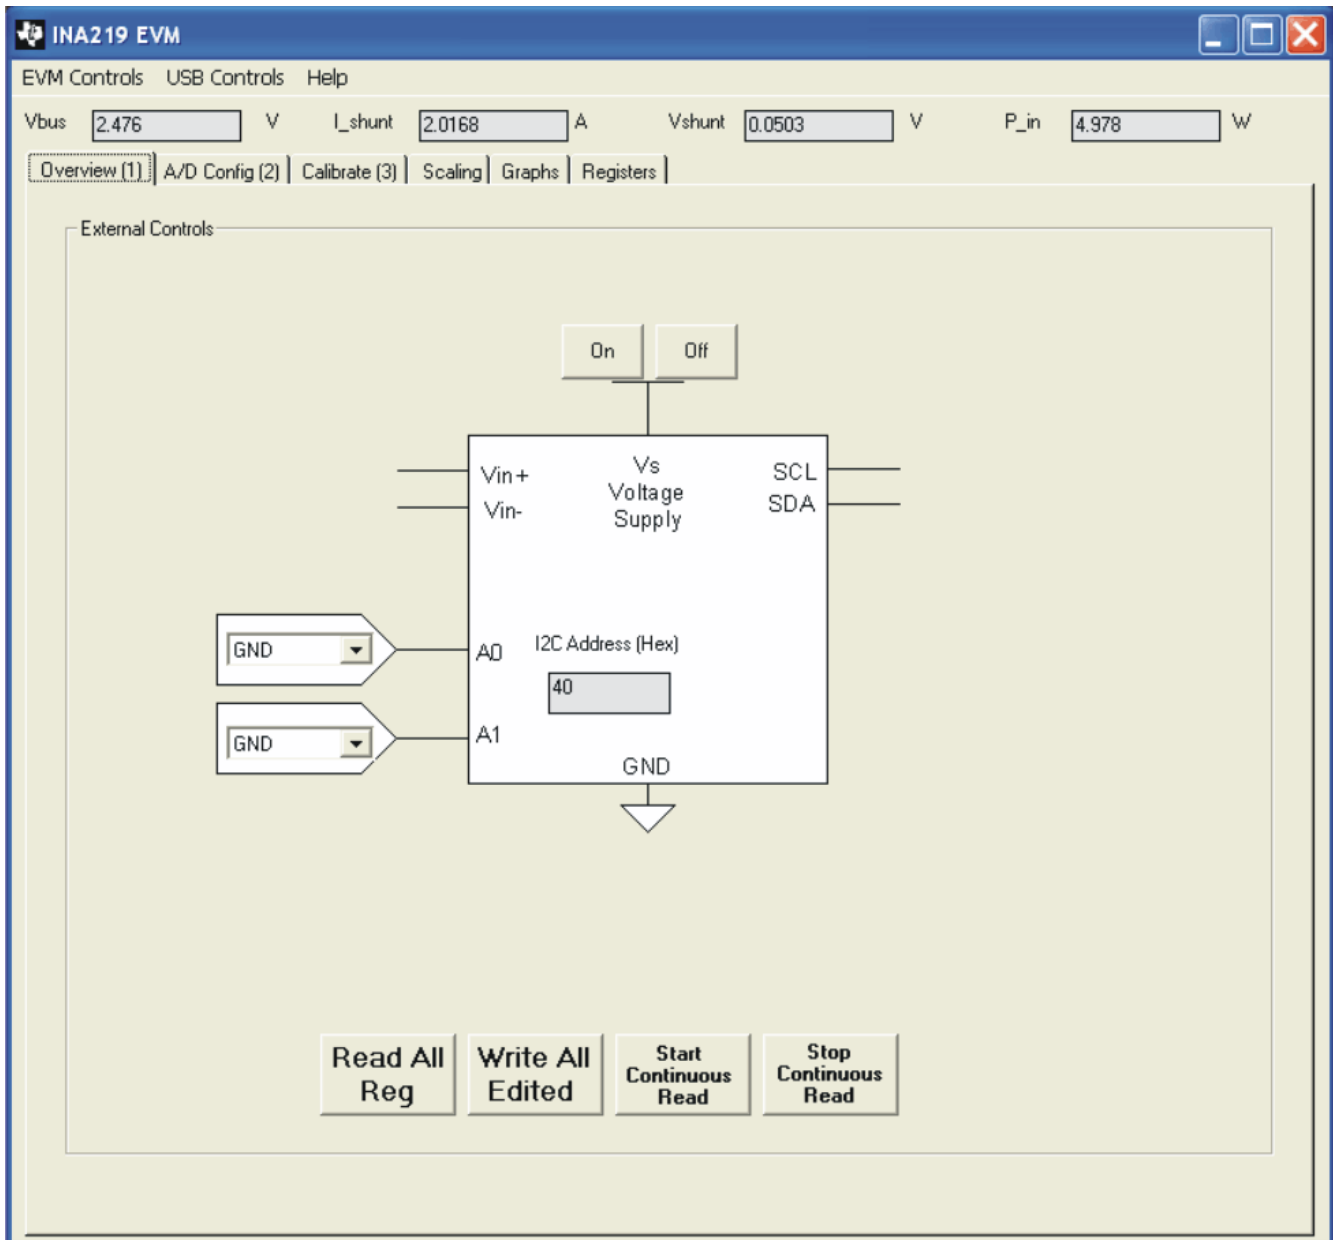 INA219 EVM
EVM Controls USB Controls Help
Vbus 2.476 V I_shunt 2.0168 A Vshunt 0.0503 V P_in 4.978 W
Overview (1) A/D Config (2) Calibrate (3) Scaling Graphs Registers
External Controls
On Off
Vin+ Vs SCL
Voltage
Vin- Supply SDA
GND A0 I2C Address (Hex)
40
GND A1
GND
Read All Reg
Write All Edited
Start Continuous Read
Stop Continuous Read